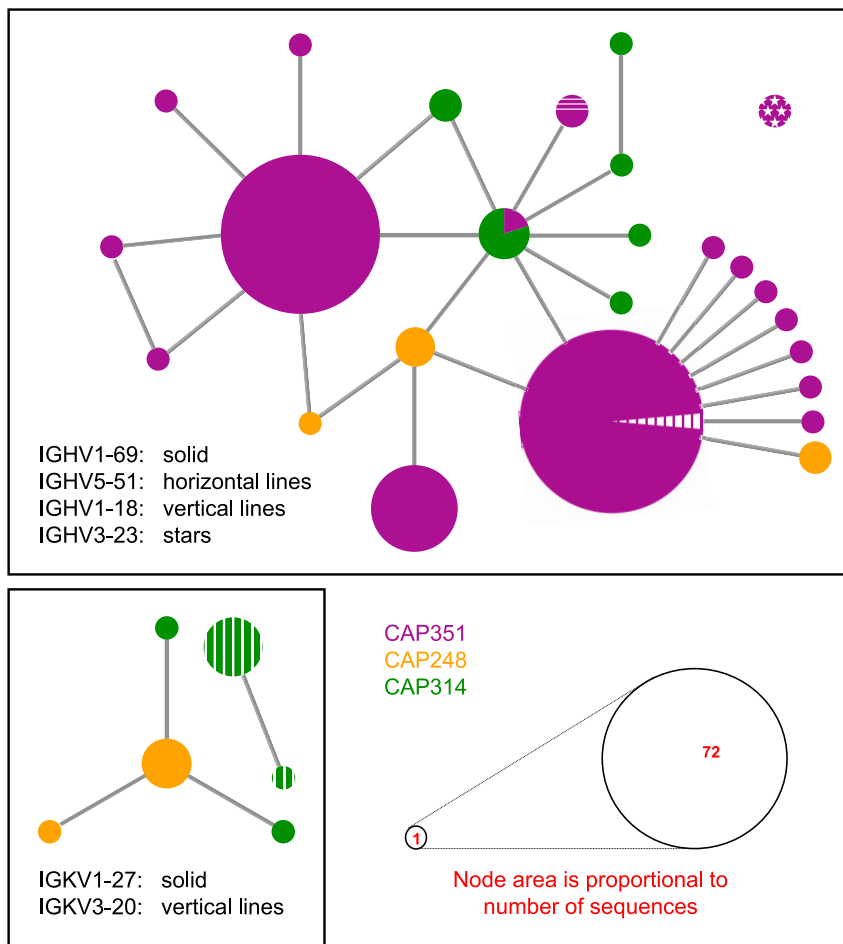 IGHV1-69: solid
IGHV5-51: horizontal lines
IGHV1-18: vertical lines
IGHV3-23: stars
CAP351
CAP248
CAP314
72
1
IGKV1-27: solid
IGKV3-20: vertical lines
Node area is proportional to
number of sequences